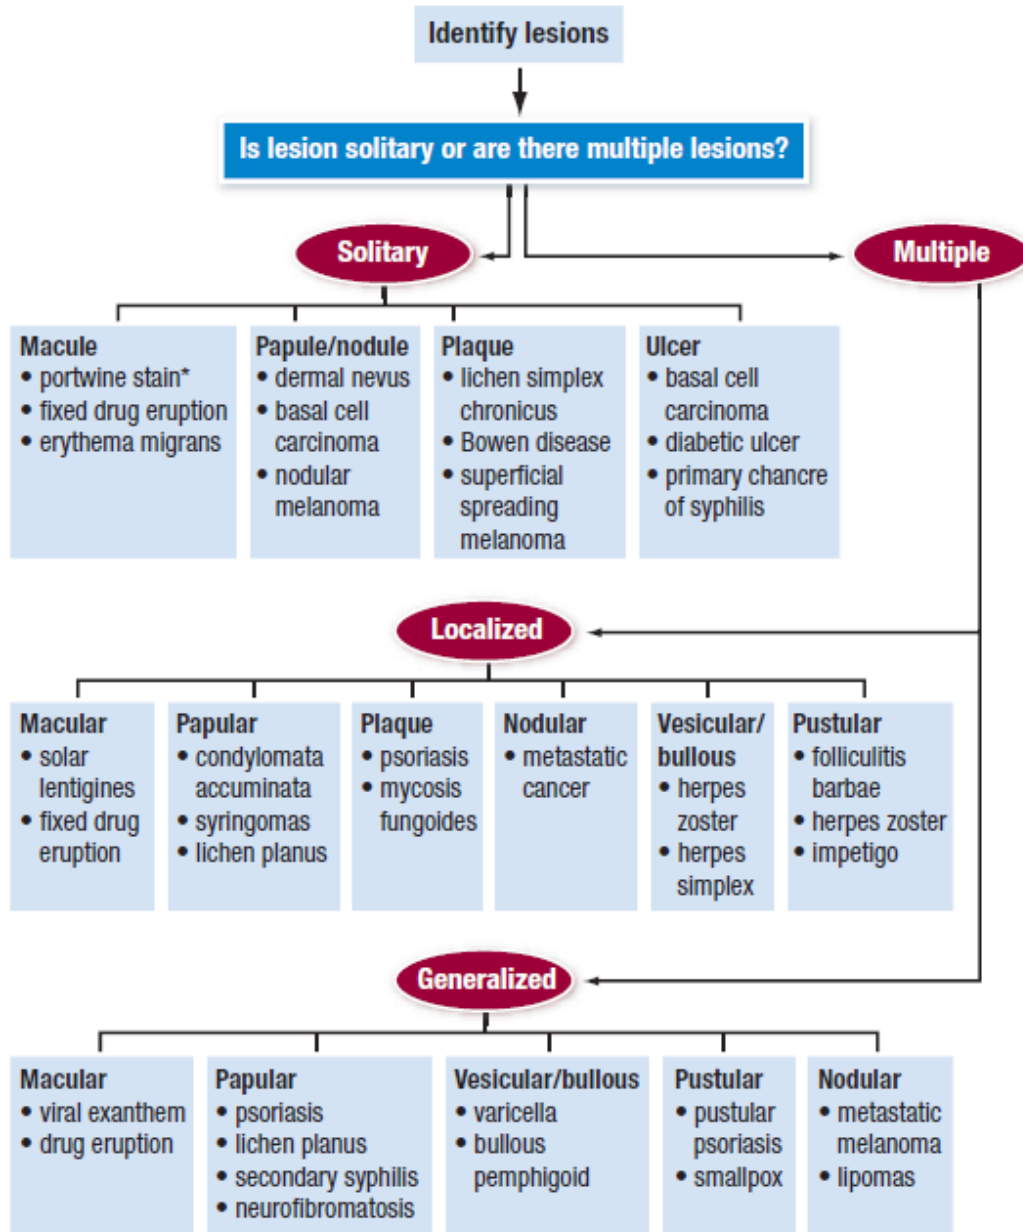 Identify lesions
Is lesion solitary or are there multiple lesions?
Solitary
Multiple
Macule
• portwine stain*
• fixed drug eruption
• erythema migrans
Papule/nodule
• dermal nevus
• basal cell
carcinoma
• nodular
melanoma
Plaque
• lichen simplex
chronicus
• Bowen disease
• superficial
spreading
melanoma
Ulcer
• basal cell
carcinoma
• diabetic ulcer
• primary chancre
of syphilis
Localized
Macular
• solar
lentigines
• fixed drug
eruption
Papular
• condylomata
accuminata
• syringomas
• lichen planus
Plaque
• psoriasis
• mycosis
fungoides
Nodular
• metastatic
cancer
Vesicular/
bullous
• herpes
zoster
• herpes
simplex
Pustular
• folliculitis
barbae
• herpes zoster
• impetigo
Generalized
Macular
• viral exanthem
• drug eruption
Papular
• psoriasis
• lichen planus
• secondary syphilis
• neurofibromatosis
Vesicular/bullous
• varicella
• bullous
pemphigoid
Pustular
• pustular
psoriasis
• smallpox
Nodular
• metastatic
melanoma
• lipomas